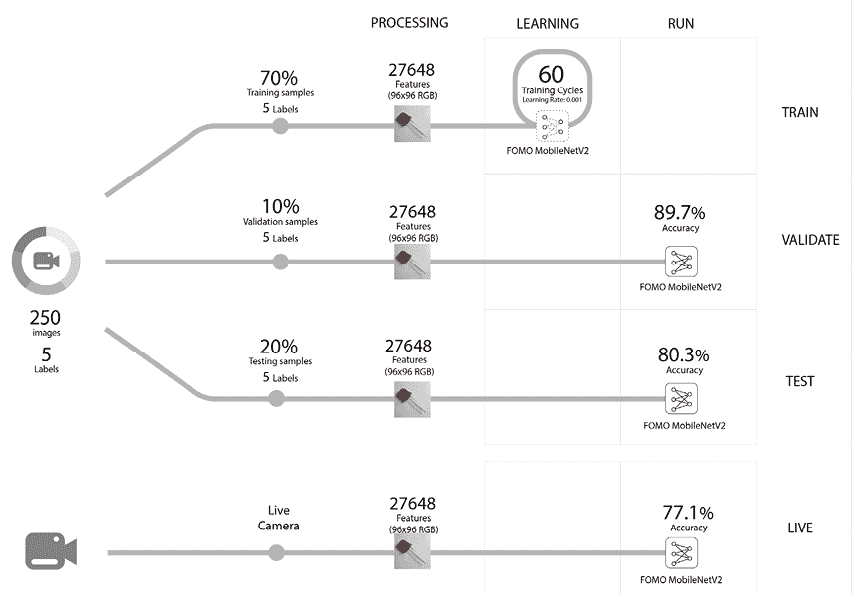 PROCESSING
LEARNING
RUN
70%
Training samples
5 Labels
27648
Features
(96x96 RGB)
60
Training Cycles
Learning Rate: 0.001
FOMO MobileNetV2
TRAIN
10%
Validation samples
5 Labels
27648
Features
(96x96 RGB)
89.7%
Accuracy
FOMO MobileNetV2
VALIDATE
250
images
5
Labels
20%
Testing samples
5 Labels
27648
Features
(96x96 RGB)
80.3%
Accuracy
FOMO MobileNetV2
TEST
Live
Camera
27648
Features
(96x96 RGB)
77.1%
Accuracy
FOMO MobileNetV2
LIVE